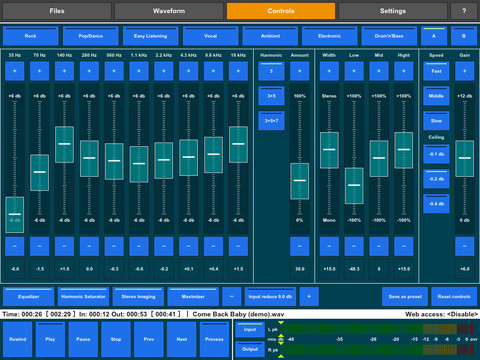 Files Waveform Controls Settings ?
Rock Pop/Dance Easy Listening Vocal Ambient Electronic Drum'n'Bass A B
35 Hz 70 Hz 140 Hz 280 Hz 560 Hz 1.1 kHz 2.2 kHz 4.3 kHz 8.6 kHz 18 kHz Harmonic Amount Width Low Mid Hight Speed Gain
+ + + + + + + + + + 3 + + + + + Fast +
+6 db +6 db +6 db +6 db +6 db +6 db +6 db +6 db +6 db +6 db 3+5 100% Stereo +100% +100% +100% Middle +12 db
3+5+7 Slow
Ceiling
-0.1 db
-0.2 db
-0.4 db
-6 db -6 db -6 db -6 db -6 db -6 db -6 db -6 db -6 db -6 db 0% Mono -100% -100% -100% 0 db
− − − − − − − − − − − − − − − −
-6.0 -1.5 +1.5 0.0 -0.3 -0.6 -0.2 +0.1 +0.4 +1.5 30.0 +15.0 -48.3 0 +15.0 +6.0
Equalizer Harmonic Saturator Stereo Imaging Maximizer − Input reduce 0.0 db + Save as preset Reset controls
Time: 000:26 [ 002:29 ] In: 000:12 Out: 000:53 [ 000:41 ] | Come Back Baby (demo).wav Web access: <Disable>
Rewind Play Pause Stop Prev Next Process Input L pk
rms -48 -35 -30 -25 -20 -15 -12 -9 -6 -3 0 ovr
Output R pk